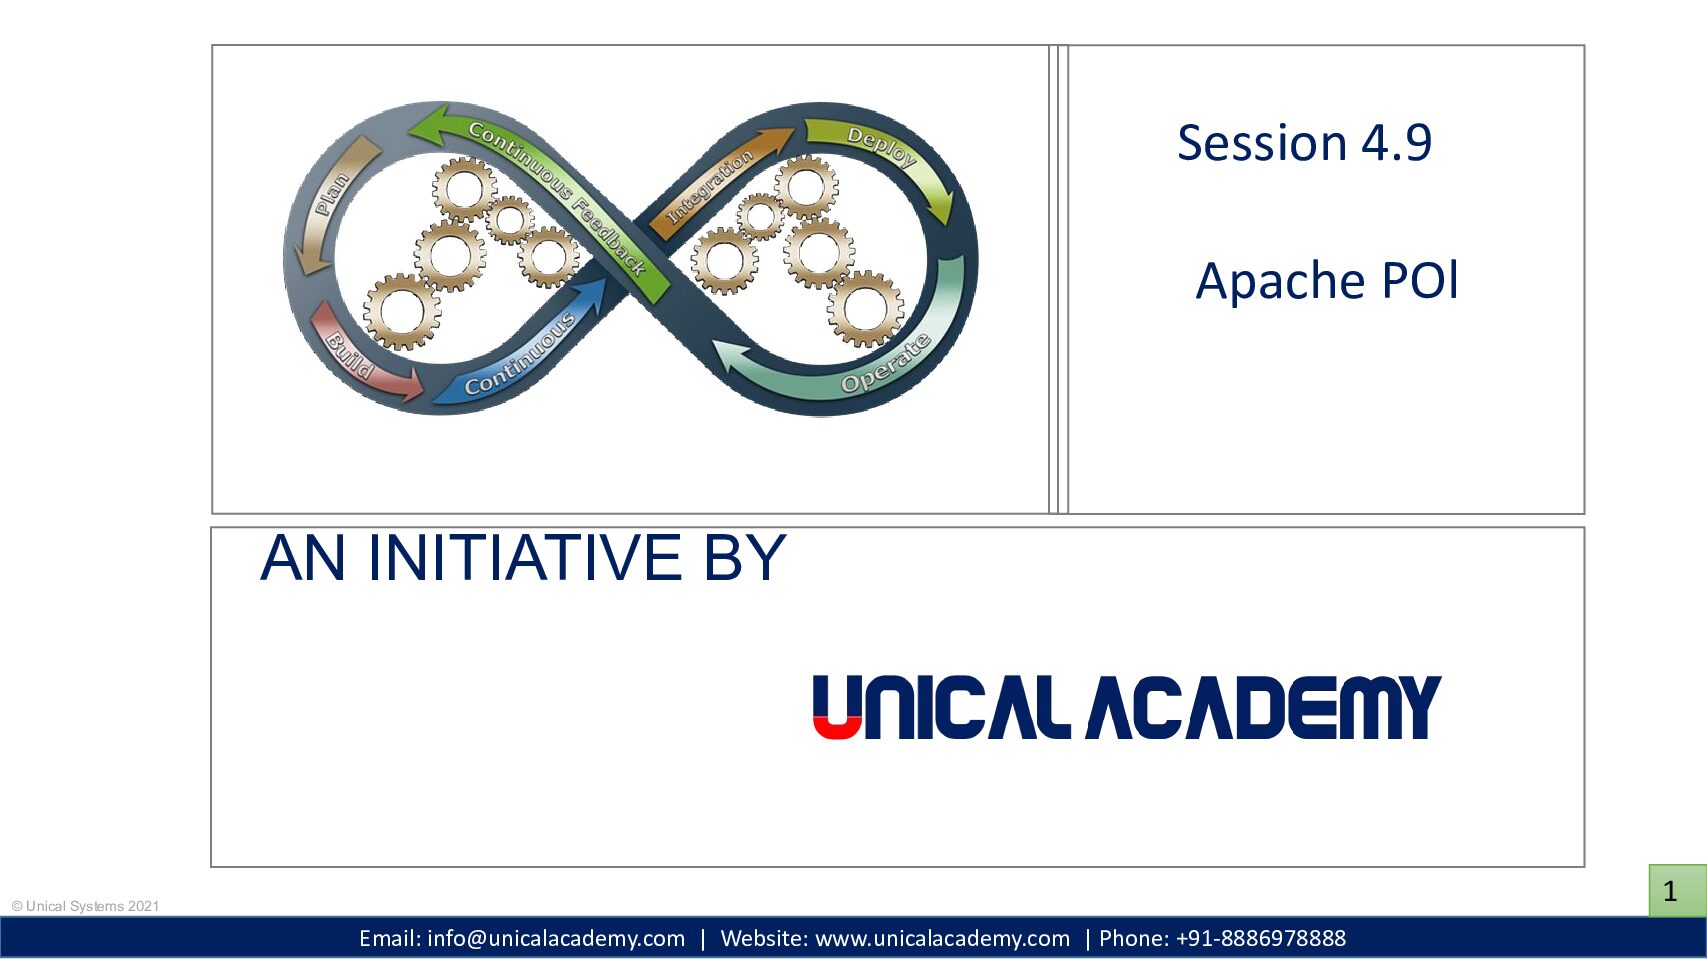 Continuous Feedback
Plan
Build
Continuous
Integration
Deploy
Operate
Session 4.9
Apache POl
AN INITIATIVE BY
UNICAL ACADEMY
© Unical Systems 2021
1
Email: info@unicalacademy.com | Website: www.unicalacademy.com | Phone: +91-8886978888